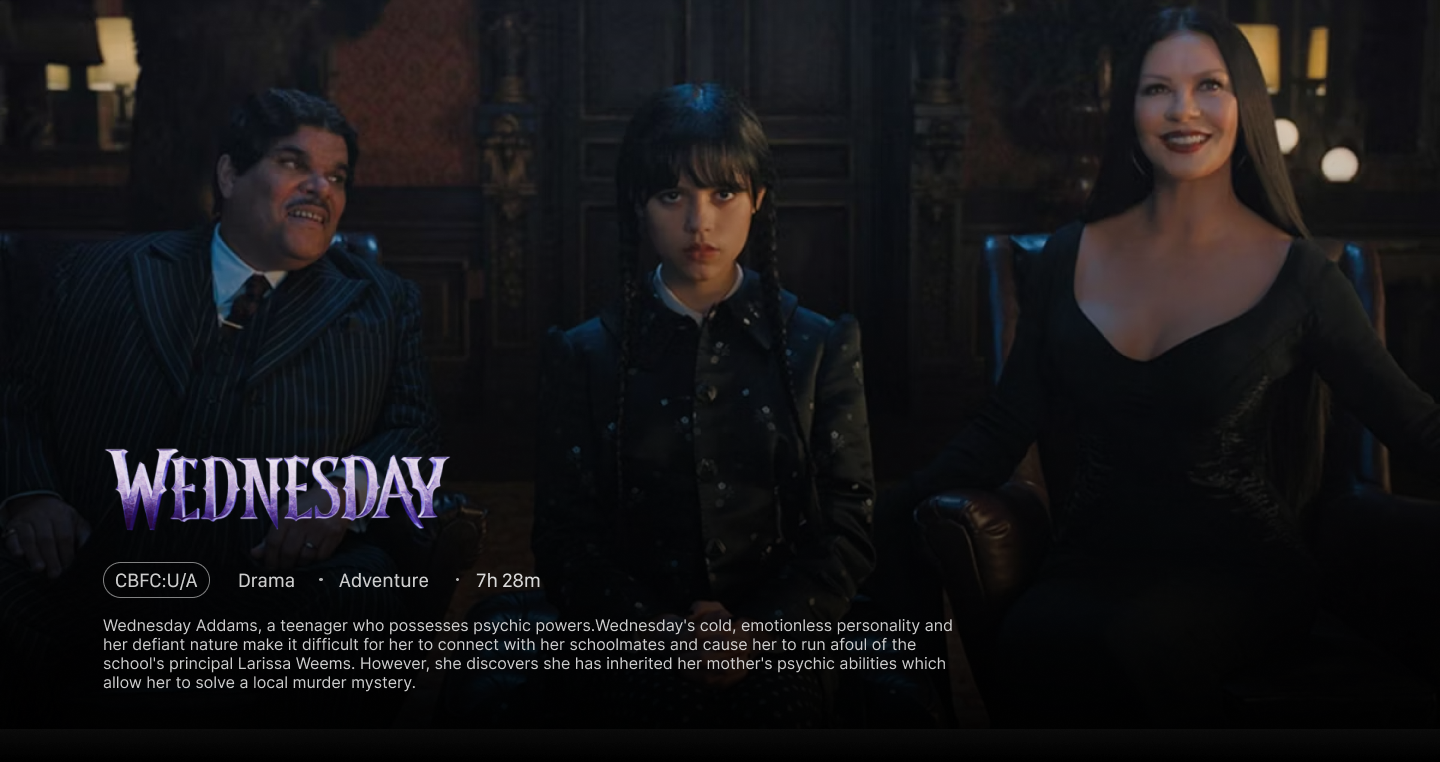 WEDNESDAY
CBFC:U/A Drama • Adventure • 7h 28m
Wednesday Addams, a teenager who possesses psychic powers.Wednesday's cold, emotionless personality and
her defiant nature make it difficult for her to connect with her schoolmates and cause her to run afoul of the
school's principal Larissa Weems. However, she discovers she has inherited her mother's psychic abilities which
allow her to solve a local murder mystery.